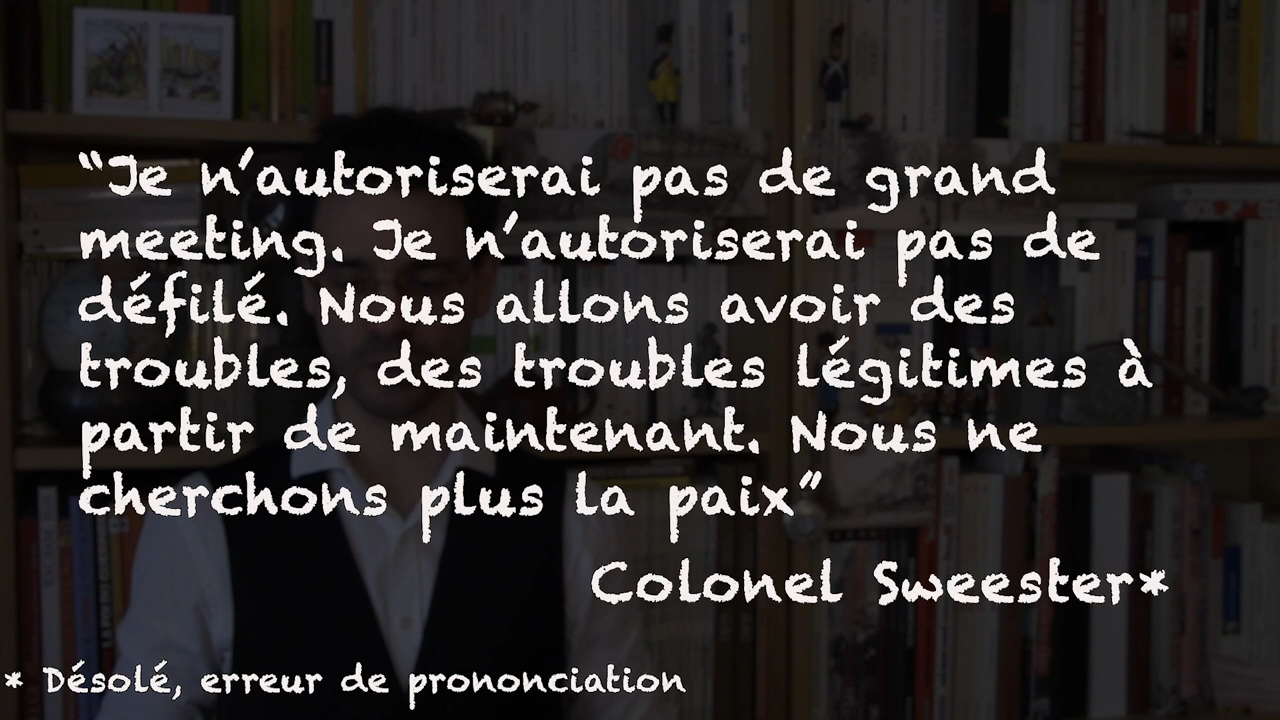 “Je n’autoriserai pas de grand
meeting. Je n’autoriserai pas de
défilé. Nous allons avoir des
troubles, des troubles légitimes à
partir de maintenant. Nous ne
cherchons plus la paix”
Colonel Sweester*
* Désolé, erreur de prononciation